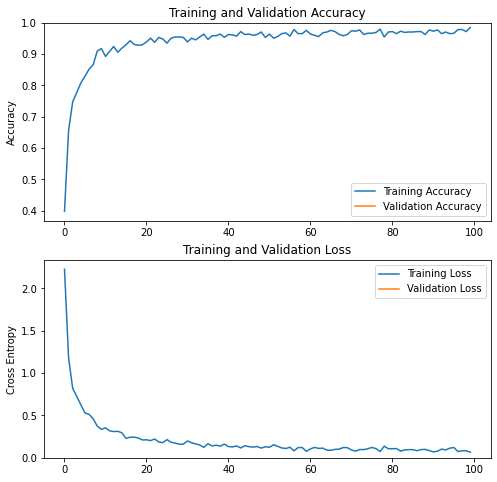 Training and Validation Accuracy
1.0
0.9
0.8
0.7
0.6
0.5
0.4
Accuracy
Training Accuracy
Validation Accuracy
0 20 40 60 80 100
Training and Validation Loss
2.0
1.5
1.0
0.5
0.0
Cross Entropy
Training Loss
Validation Loss
0 20 40 60 80 100